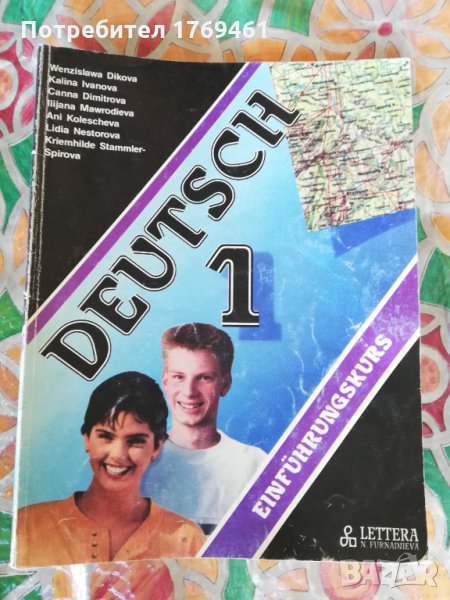 Потребител 1769461
Wenzislawa Dikova
Kalina Ivanova
Canna Dimitrova
Ilijana Mawrodieva
Ani Kolescheva
Lidia Nestorova
Kriemhilde Stammler-
Spirova
DEUTSCH
1
EINFÜHRUNGSKURS
LETTERA
N. FURNADJIEVA
BAZAR